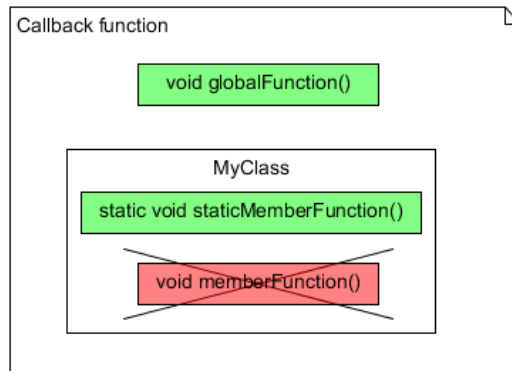 Callback function
void globalFunction()
MyClass
static void staticMemberFunction()
void memberFunction()